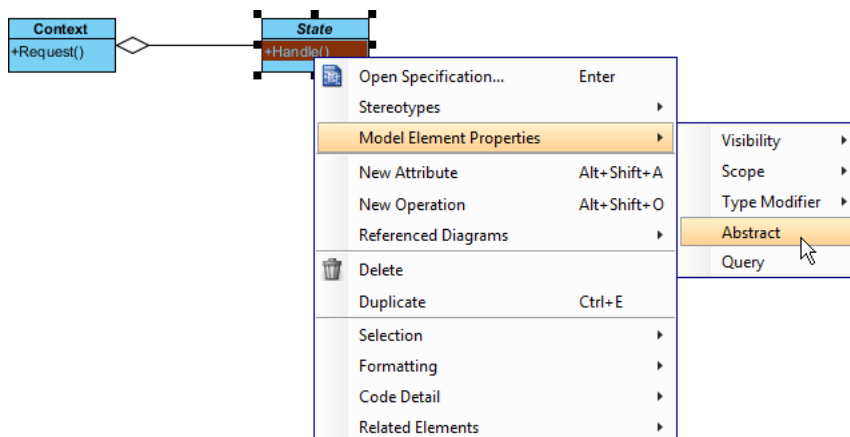 Context
+Request()
State
+Handle()
Open Specification... Enter
Stereotypes
Model Element Properties
New Attribute Alt+Shift+A
New Operation Alt+Shift+O
Referenced Diagrams
Delete
Duplicate Ctrl+E
Selection
Formatting
Code Detail
Related Elements
Visibility
Scope
Type Modifier
Abstract
Query